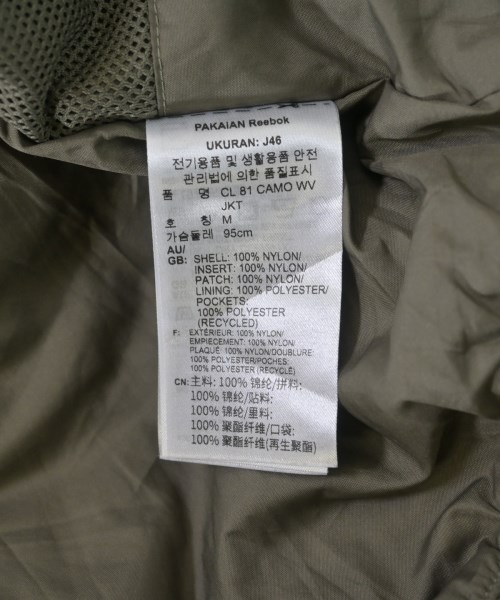 PAKAIAN Reebok
UKURAN: J46
전기용품 및 생활용품 안전
관리법에 의한 품질표시
품 명 CL 81 CAMO WV
JKT
호 칭 M
가슴둘레 95cm
AU/
GB: SHELL: 100% NYLON/
INSERT: 100% NYLON/
PATCH: 100% NYLON/
LINING: 100% POLYESTER/
POCKETS:
100% POLYESTER
(RECYCLED)
F: EXTÉRIEUR: 100% NYLON/
EMPIECEMENT: 100% NYLON/
PLAQUÉ: 100% NYLON/DOUBLURE:
100% POLYESTER/POCHES:
100% POLYESTER (RECYCLÉ)
CN: 主料: 100% 锦纶/拼料:
100% 锦纶/贴料:
100% 锦纶/里料:
100% 聚酯纤维/口袋:
100% 聚酯纤维(再生聚酯)